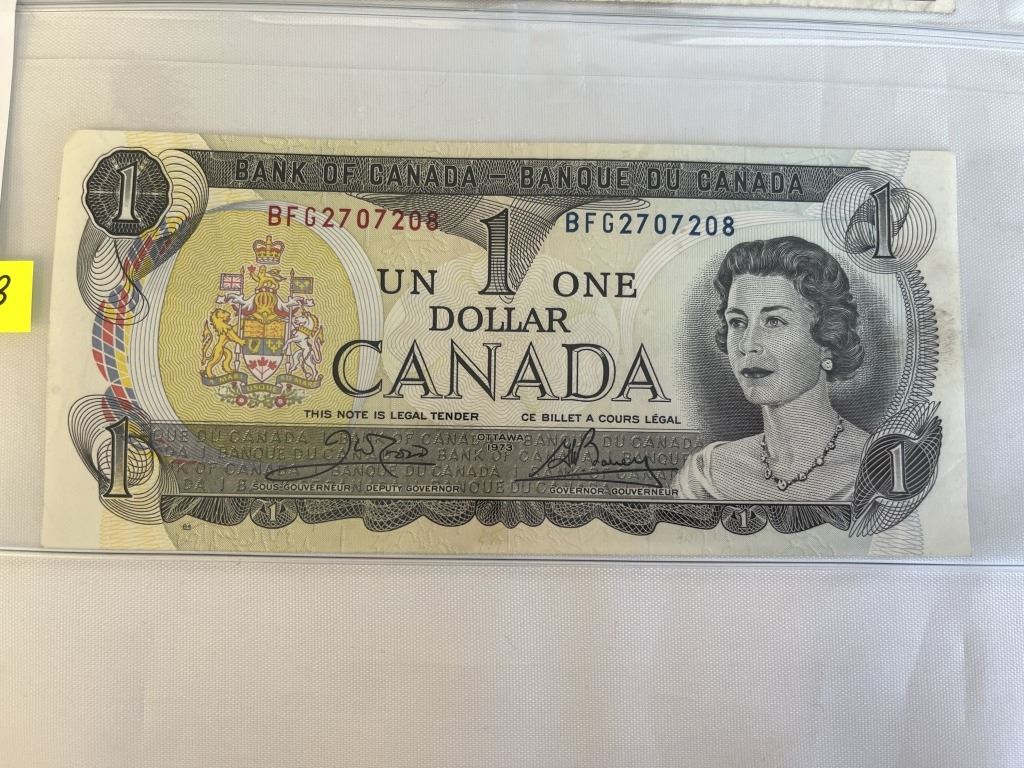 BANK OF CANADA – BANQUE DU CANADA
1 1
BFG2707208 BFG2707208
UN 1 ONE
DOLLAR
CANADA
THIS NOTE IS LEGAL TENDER CE BILLET A COURS LÉGAL
OTTAWA
1973
SOUS-GOUVERNEUR DEPUTY GOVERNOR GOVERNOR-GOUVERNEUR
1 1
1 1
3